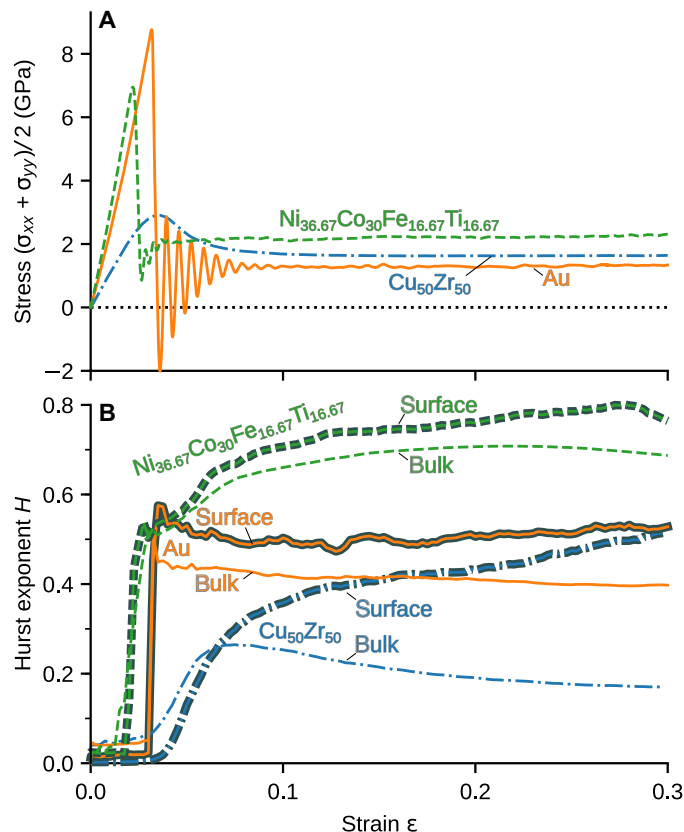 A
Stress (σxx + σyy)/2 (GPa)
8
6
4
2
0
−2
Ni36.67Co30Fe16.67Ti16.67
Cu50Zr50
Au
B
Hurst exponent H
0.8
0.6
0.4
0.2
0.0
Ni36.67Co30Fe16.67Ti16.67
Surface
Bulk
Surface
Au
Bulk
Surface
Cu50Zr50
Bulk
0.0
0.1
0.2
0.3
Strain ε